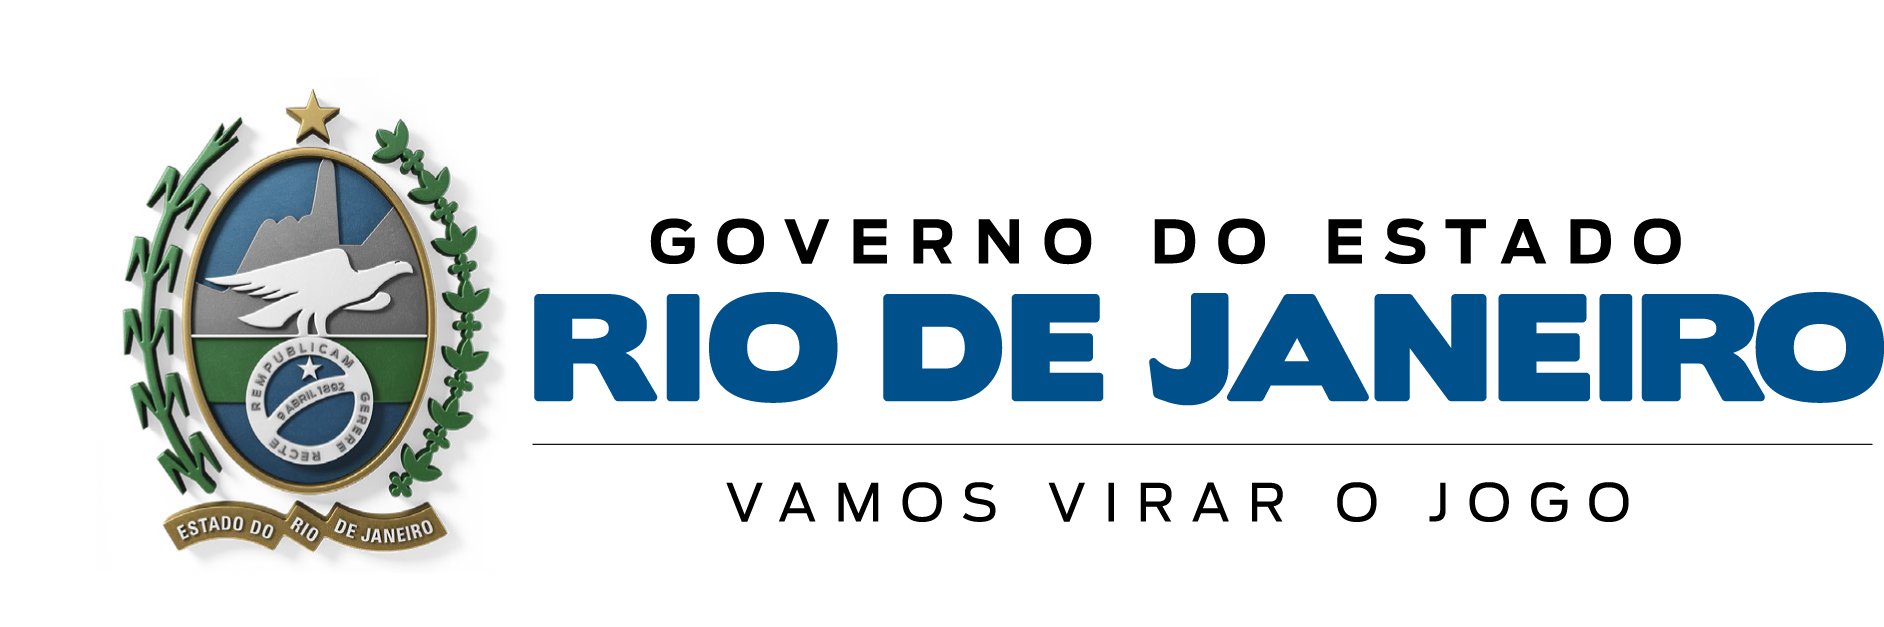 REMPUBLICAM GERERE RECTE
9 ABRIL 1892
ESTADO DO RIO DE JANEIRO
GOVERNO DO ESTADO
RIO DE JANEIRO
VAMOS VIRAR O JOGO